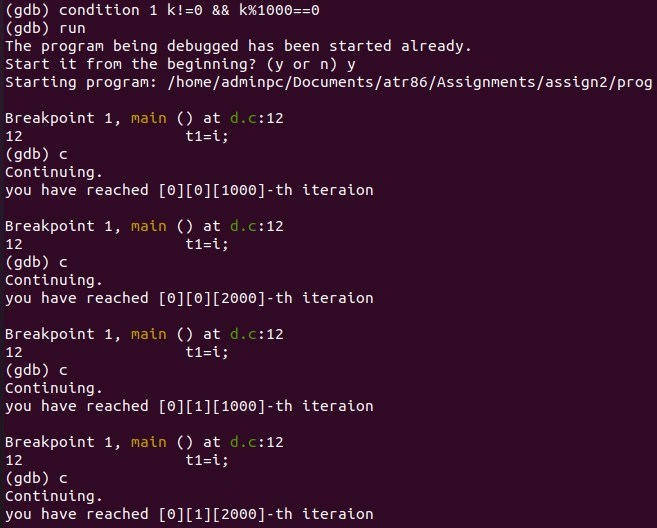 (gdb) condition 1 k!=0 && k%1000==0
(gdb) run
The program being debugged has been started already.
Start it from the beginning? (y or n) y
Starting program: /home/adminpc/Documents/atr86/Assignments/assign2/prog
Breakpoint 1, main () at d.c:12
12 t1=i;
(gdb) c
Continuing.
you have reached [0][0][1000]-th iteraion
Breakpoint 1, main () at d.c:12
12 t1=i;
(gdb) c
Continuing.
you have reached [0][0][2000]-th iteraion
Breakpoint 1, main () at d.c:12
12 t1=i;
(gdb) c
Continuing.
you have reached [0][1][1000]-th iteraion
Breakpoint 1, main () at d.c:12
12 t1=i;
(gdb) c
Continuing.
you have reached [0][1][2000]-th iteraion